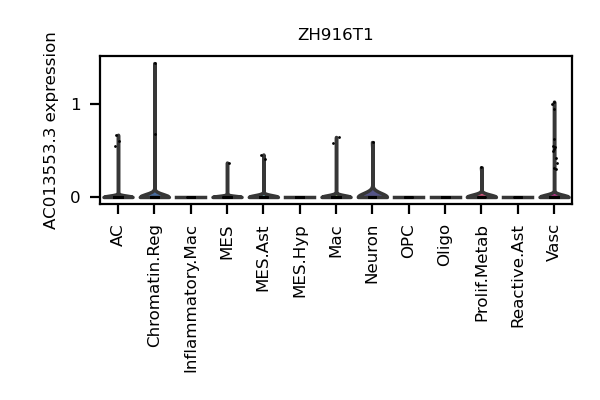 ZH916T1
AC013553.3 expression
1
0
AC
Chromatin.Reg
Inflammatory.Mac
MES
MES.Ast
MES.Hyp
Mac
Neuron
OPC
Oligo
Prolif.Metab
Reactive.Ast
Vasc